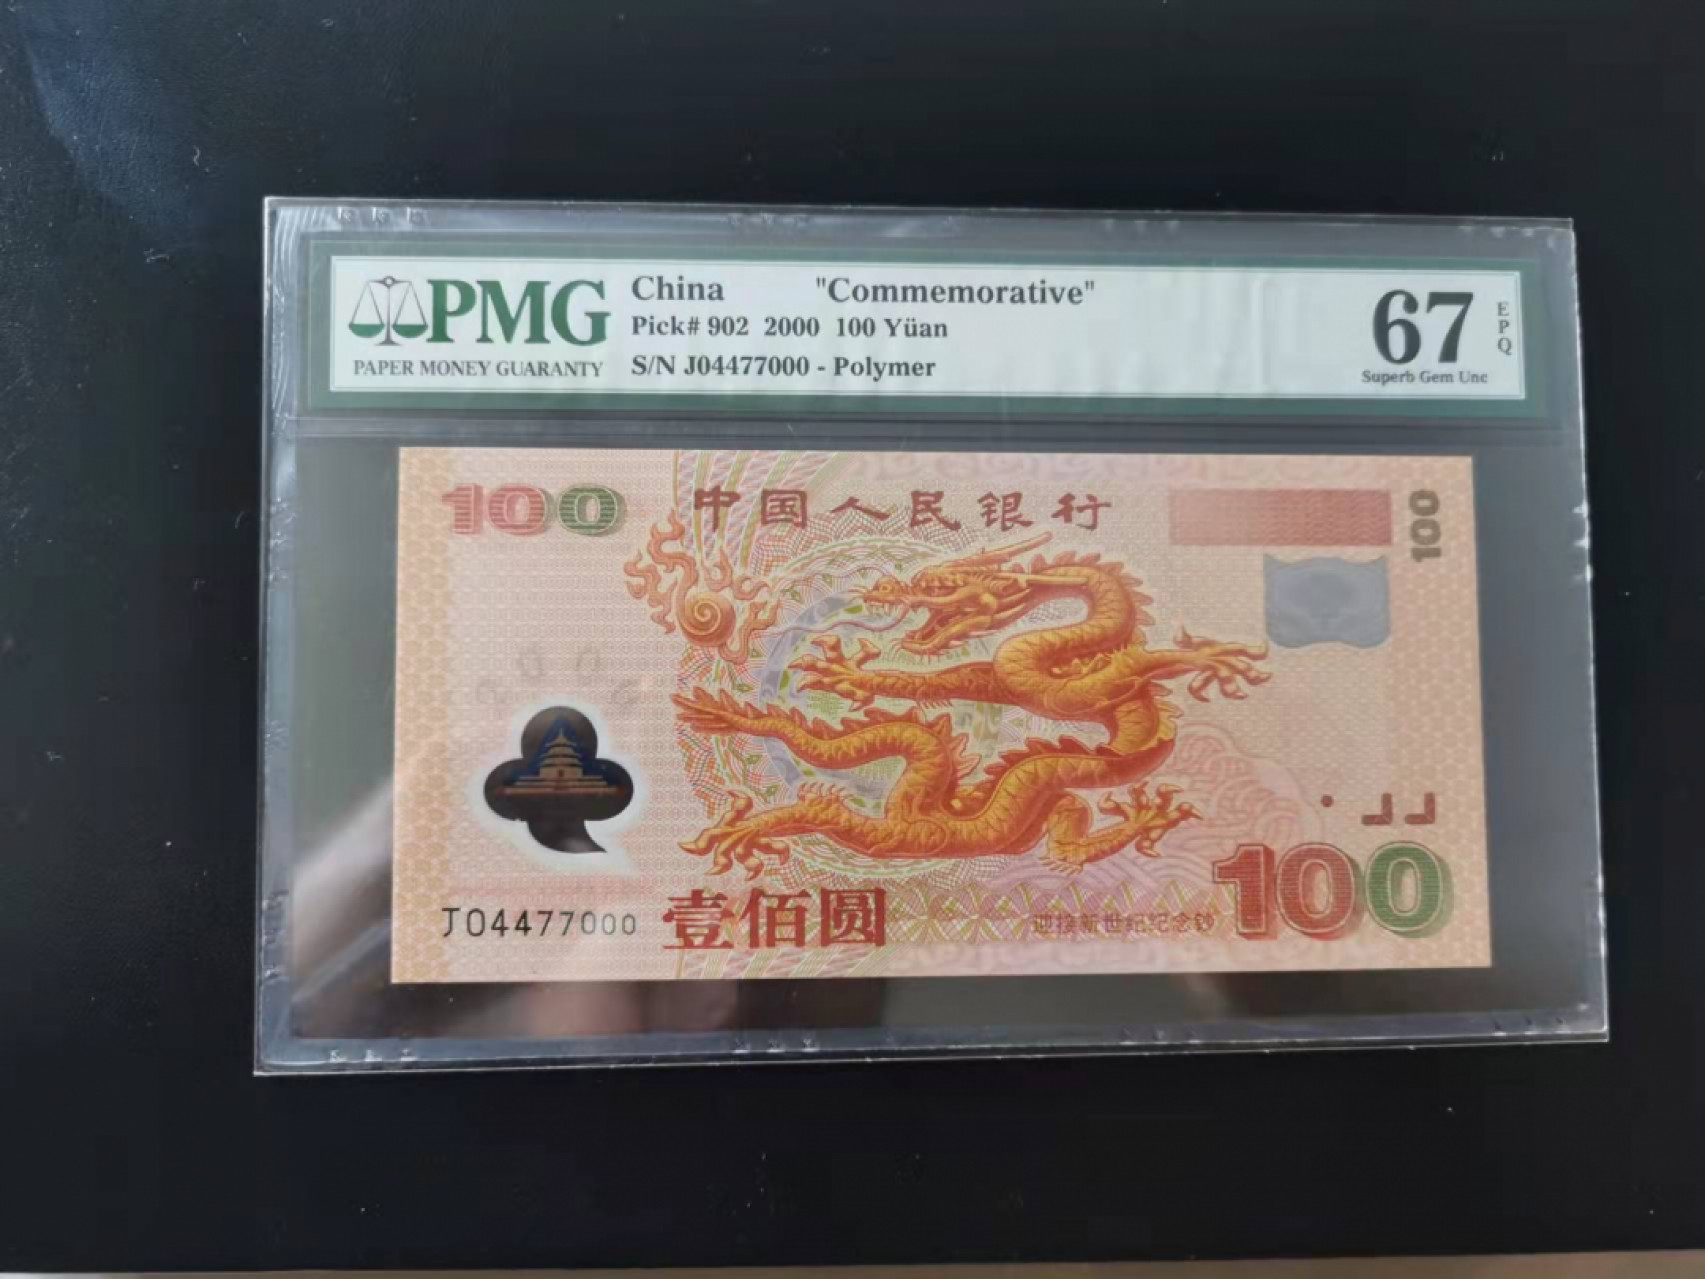 PMG
PAPER MONEY GUARANTY
China "Commemorative"
Pick# 902 2000 100 Yüan
S/N J04477000 - Polymer
67
EPQ
Superb Gem Unc
100
中国人民银行
100
J04477000
壹佰圆
迎接新世纪纪念钞
100